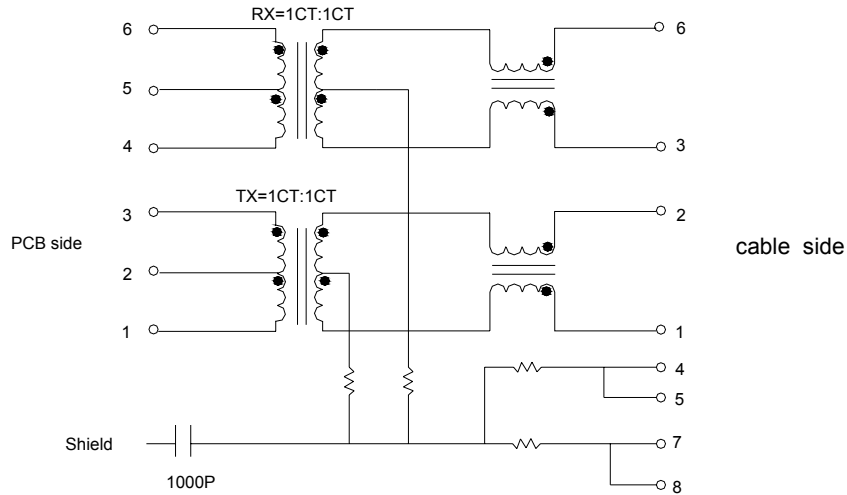 RX=1CT:1CT
6
6
5
4
3
TX=1CT:1CT
3
2
PCB side
cable side
2
1
1
4
5
Shield
7
1000P
8